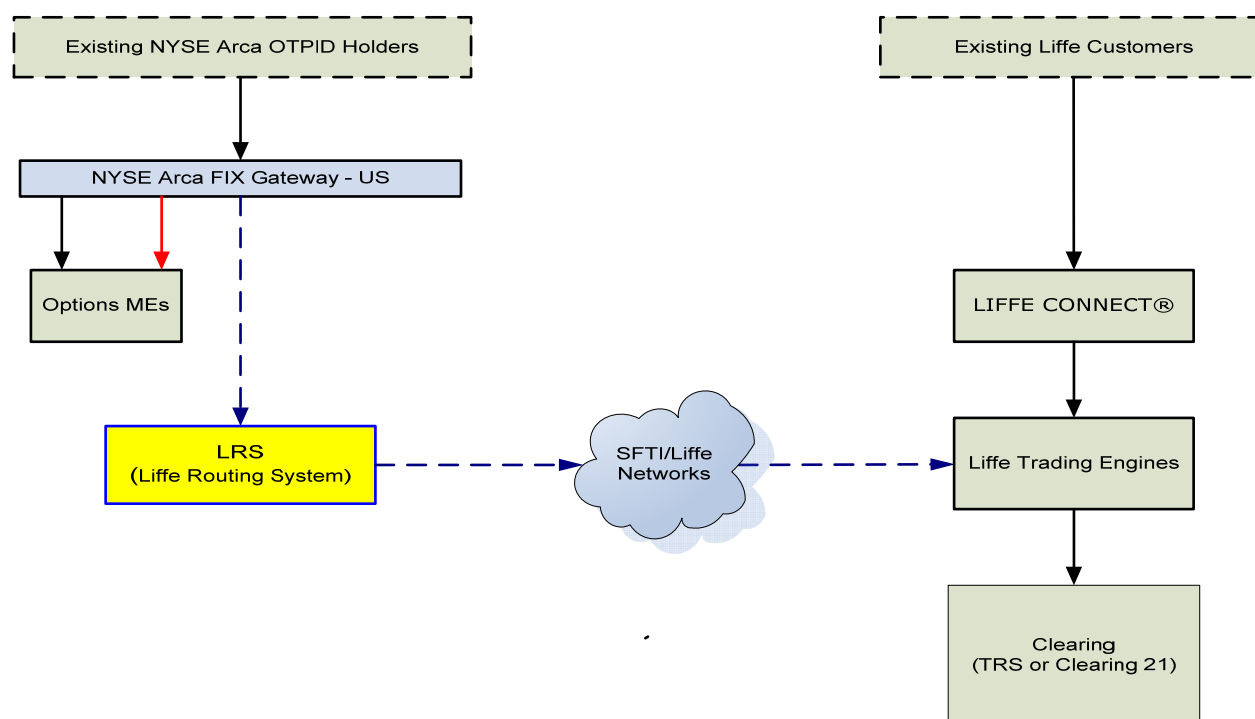 Existing NYSE Arca OTPID Holders
Existing Liffe Customers
NYSE Arca FIX Gateway - US
Options MEs
LIFFE CONNECT®
LRS
(Liffe Routing System)
SFTI/Liffe
Networks
Liffe Trading Engines
Clearing
(TRS or Clearing 21)